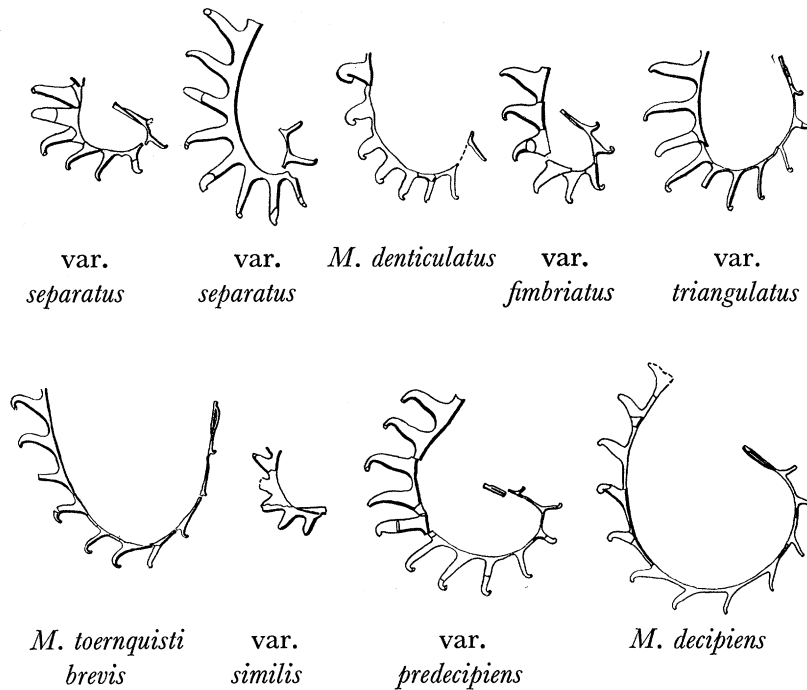 var.
separatus
var.
separatus
M. denticulatus
var.
fimbriatus
var.
triangulatus
M. toernquisti
brevis
var.
similis
var.
predecipiens
M. decipiens